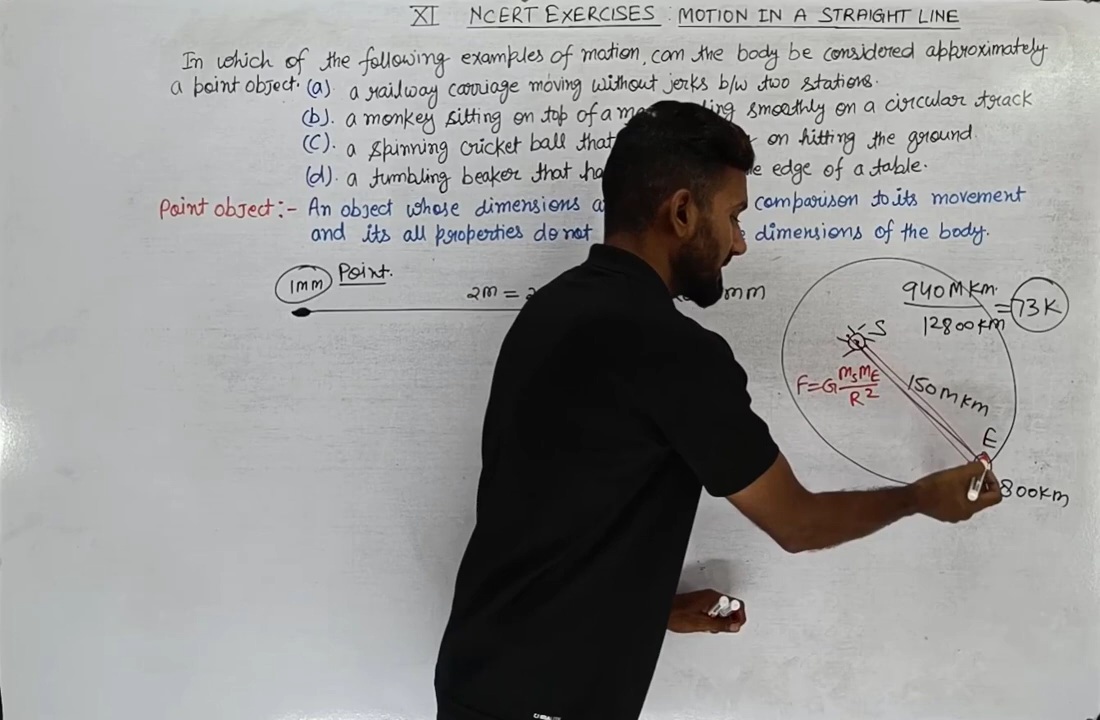 XI NCERT EXERCISES : MOTION IN A STRAIGHT LINE
In which of the following examples of motion, can the body be considered approximately
a point object. (a). a railway carriage moving without jerks b/w two stations.
(b). a monkey sitting on top of a ma ling smoothly on a circular track
(c). a spinning cricket ball that on hitting the ground.
(d). a tumbling beaker that ha e edge of a table.
Point object :- An object whose dimensions a comparison to its movement
and its all properties do not dimensions of the body.
1mm Point.
2m = 2 mm
940 M Km.
12800 Km
= 73K
S
F = G MsME
R²
150 M Km
E
800 Km